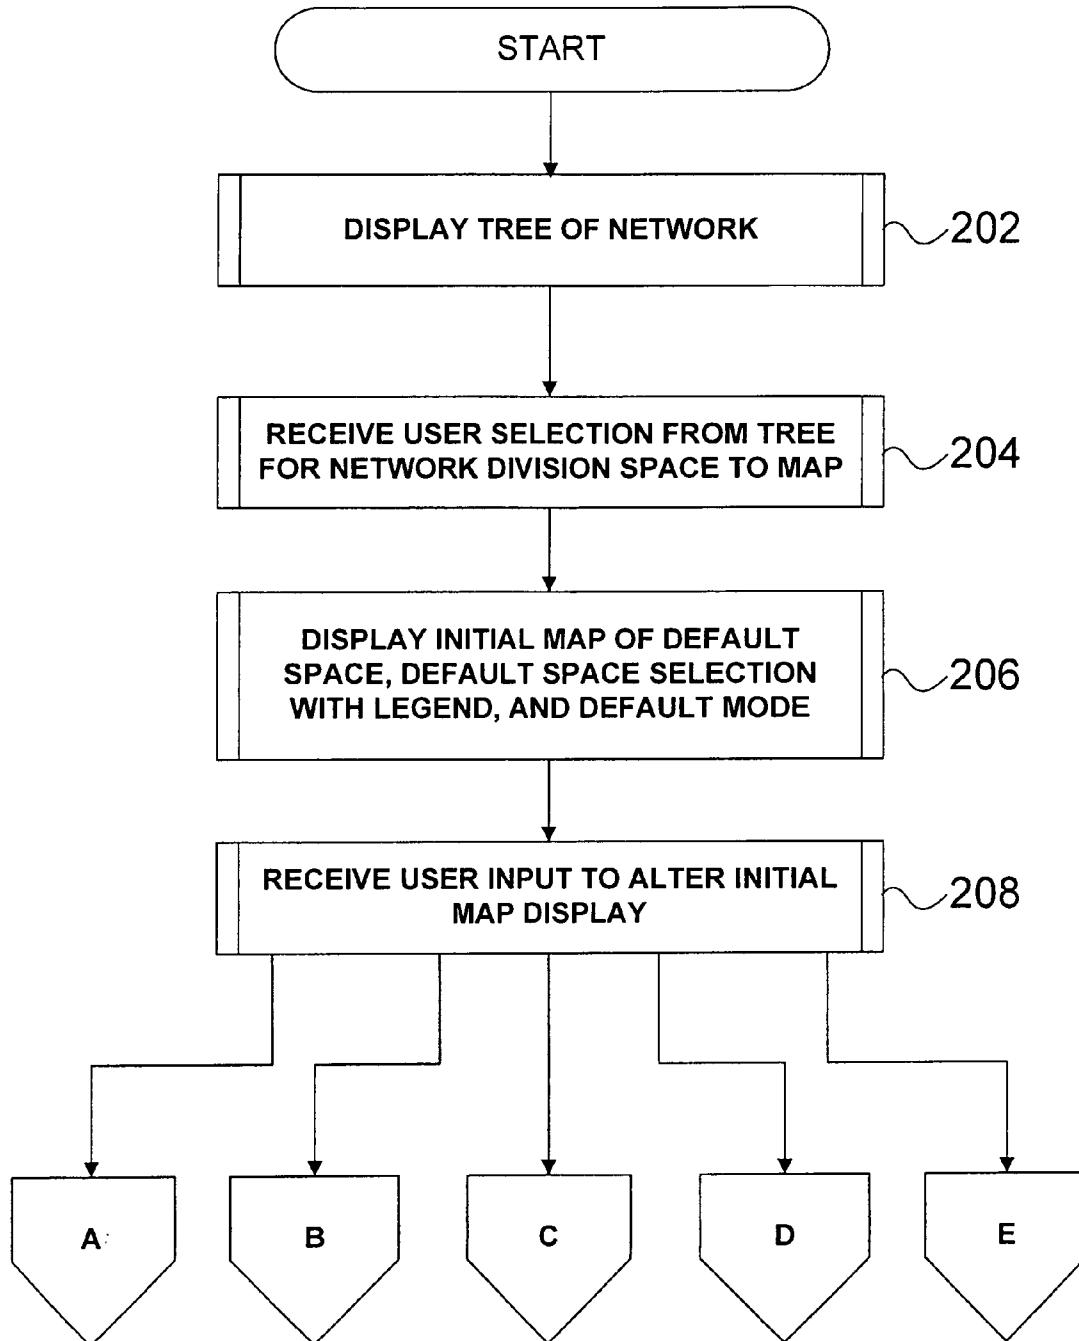 START
DISPLAY TREE OF NETWORK
202
RECEIVE USER SELECTION FROM TREE
FOR NETWORK DIVISION SPACE TO MAP
204
DISPLAY INITIAL MAP OF DEFAULT
SPACE, DEFAULT SPACE SELECTION
WITH LEGEND, AND DEFAULT MODE
206
RECEIVE USER INPUT TO ALTER INITIAL
MAP DISPLAY
208
A
B
C
D
E